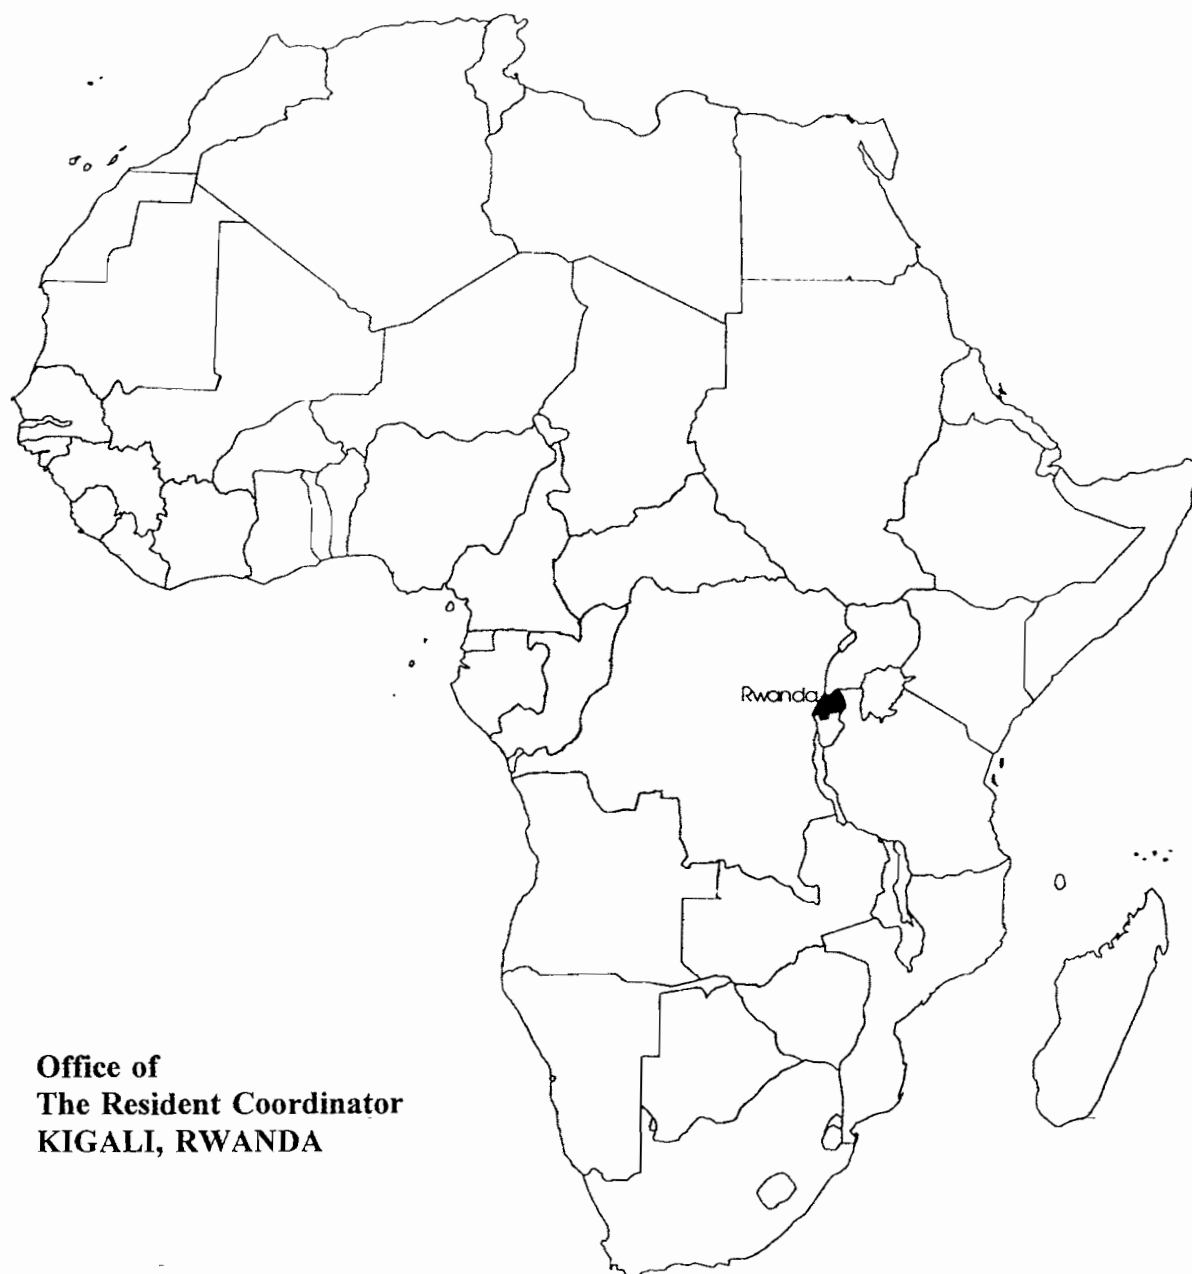 Rwanda
Office of
The Resident Coordinator
KIGALI, RWANDA